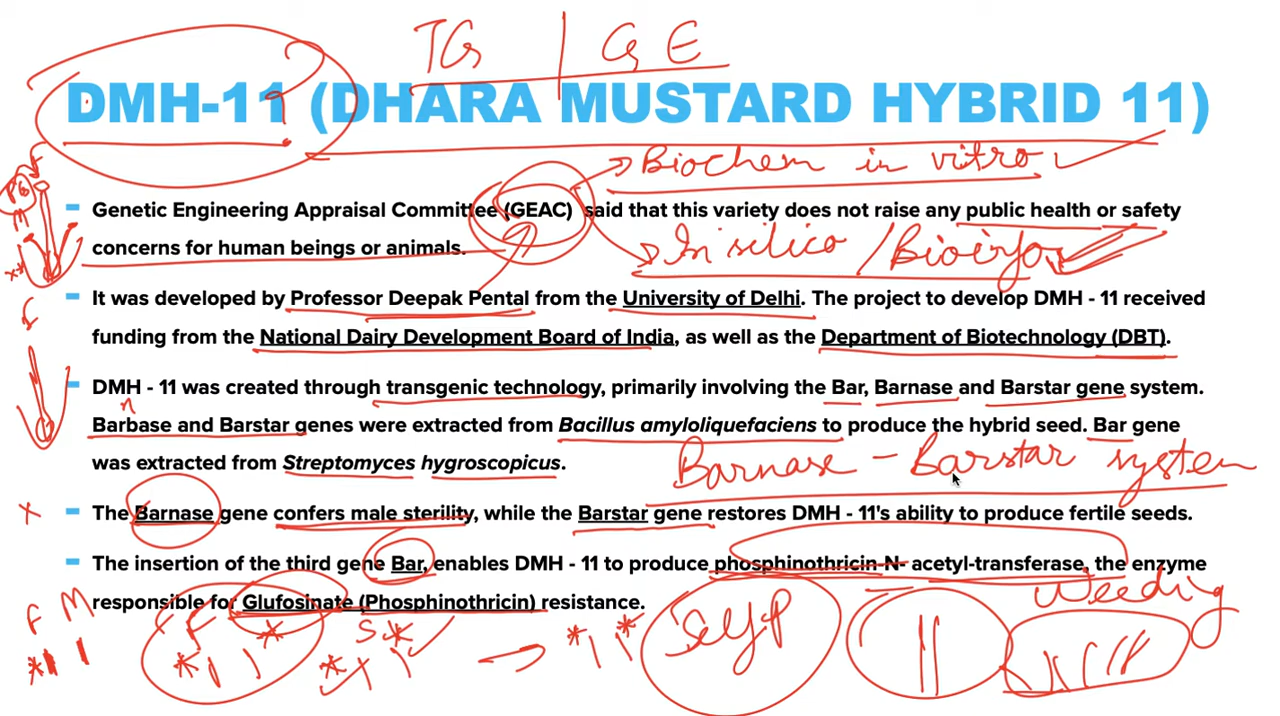 TG | GE
DMH-11 (DHARA MUSTARD HYBRID 11)
Biochem in vitro
Genetic Engineering Appraisal Committee (GEAC) said that this variety does not raise any public health or safety
concerns for human beings or animals.
In silico / Bioinfo
It was developed by Professor Deepak Pental from the University of Delhi. The project to develop DMH - 11 received
funding from the National Dairy Development Board of India, as well as the Department of Biotechnology (DBT).
DMH - 11 was created through transgenic technology, primarily involving the Bar, Barnase and Barstar gene system.
n
Barbase and Barstar genes were extracted from Bacillus amyloliquefaciens to produce the hybrid seed. Bar gene
was extracted from Streptomyces hygroscopicus.
Barnase - Barstar system
The Barnase gene confers male sterility, while the Barstar gene restores DMH - 11's ability to produce fertile seeds.
The insertion of the third gene Bar, enables DMH - 11 to produce phosphinothricin-N- acetyl-transferase, the enzyme
responsible for Glufosinate (Phosphinothricin) resistance.
Weeding
F M